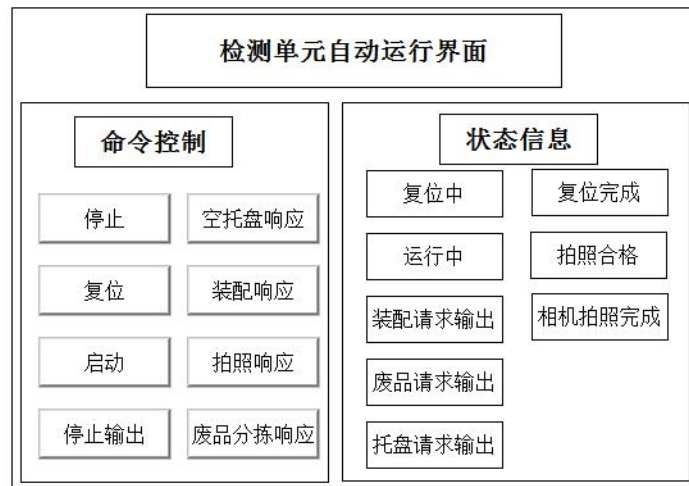 检测单元自动运行界面
命令控制
停止
空托盘响应
复位
装配响应
启动
拍照响应
停止输出
废品分拣响应
状态信息
复位中
复位完成
运行中
拍照合格
装配请求输出
相机拍照完成
废品请求输出
托盘请求输出